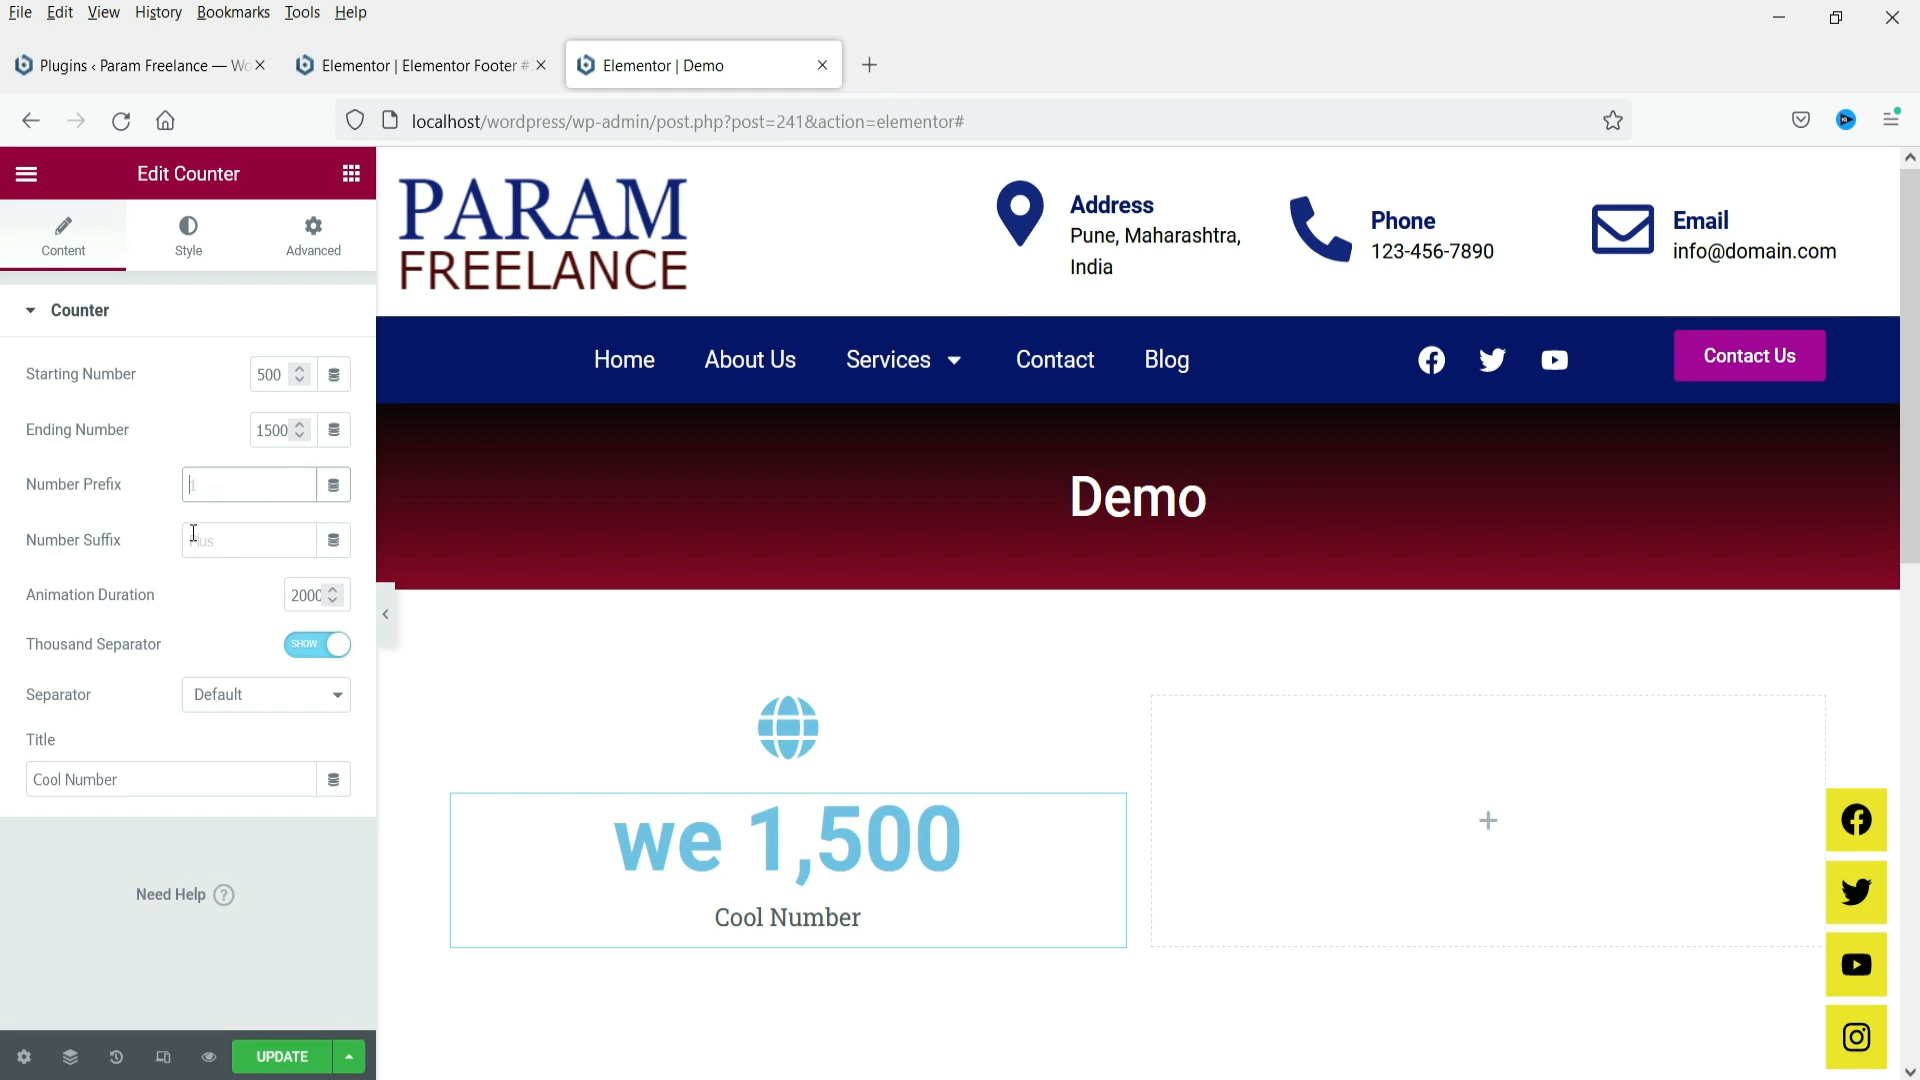 File Edit View History Bookmarks Tools Help
Plugins ‹ Param Freelance — Wo
Elementor | Elementor Footer #
Elementor | Demo
localhost/wordpress/wp-admin/post.php?post=241&action=elementor#
Edit Counter
Content
Style
Advanced
Counter
Starting Number
500
Ending Number
1500
Number Prefix
1
Number Suffix
Plus
Animation Duration
2000
Thousand Separator
SHOW
Separator
Default
Title
Cool Number
Need Help ?
UPDATE
PARAM
FREELANCE
Address
Pune, Maharashtra,
India
Phone
123-456-7890
Email
info@domain.com
Home
About Us
Services
Contact
Blog
Contact Us
Demo
we 1,500
Cool Number